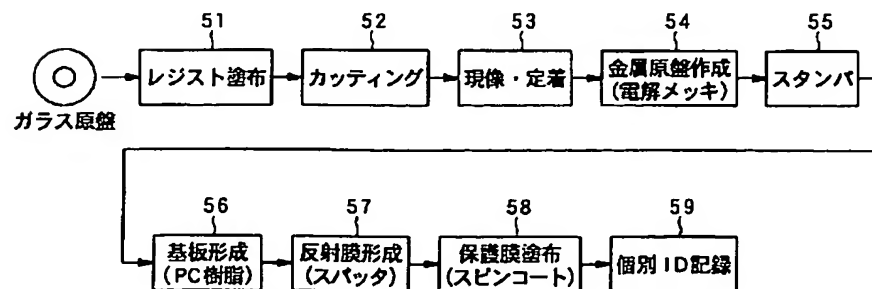 51
52
53
54
55
ガラス原盤
レジスト塗布
カッティング
現像・定着
金属原盤作成
(電解メッキ)
スタンパ
56
57
58
59
基板形成
(PC樹脂)
反射膜形成
(スパッタ)
保護膜塗布
(スピンコート)
個別ID記録